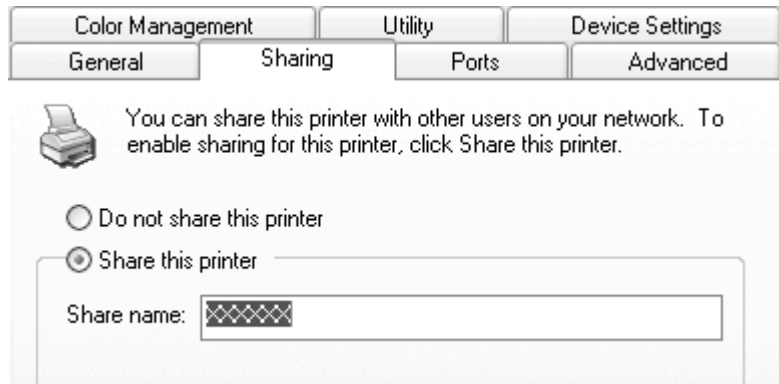 Color Management Utility Device Settings
General Sharing Ports Advanced
You can share this printer with other users on your network. To
enable sharing for this printer, click Share this printer.
Do not share this printer
Share this printer
Share name: XXXXXX